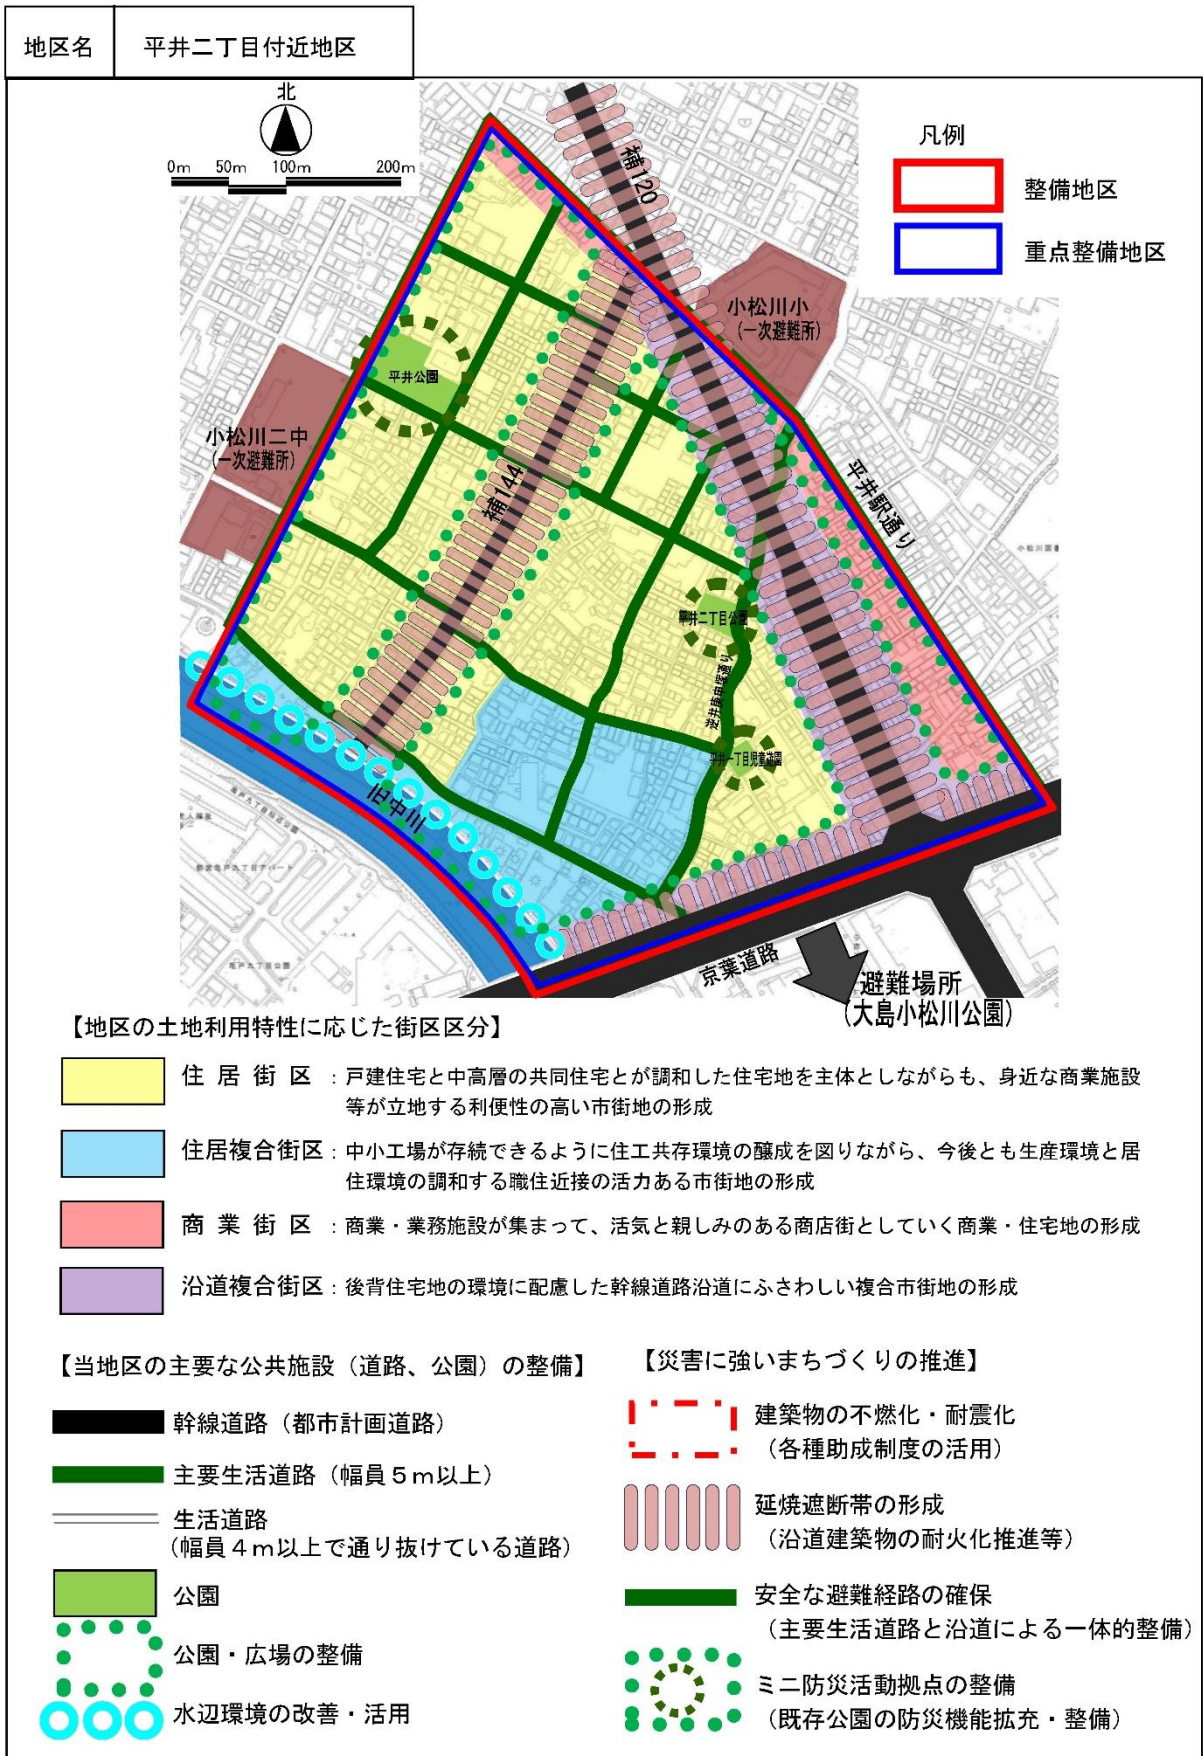 地区名 平井二丁目付近地区
北
0m 50m 100m 200m
凡例
整備地区
重点整備地区
補120
小松川小
(一次避難所)
平井公園
小松川二中
(一次避難所)
補144
平井駅通り
平井二丁目公園
平井一丁目児童遊園
旧中川
亀戸九丁目公園
京葉道路
避難場所
(大島小松川公園)
【地区の土地利用特性に応じた街区区分】
住居街区：戸建住宅と中高層の共同住宅とが調和した住宅地を主体としながらも、身近な商業施設
等が立地する利便性の高い市街地の形成
住居複合街区：中小工場が存続できるように住工共存環境の醸成を図りながら、今後とも生産環境と居
住環境の調和する職住近接の活力ある市街地の形成
商業街区：商業・業務施設が集まって、活気と親しみのある商店街としていく商業・住宅地の形成
沿道複合街区：後背住宅地の環境に配慮した幹線道路沿道にふさわしい複合市街地の形成
【当地区の主要な公共施設（道路、公園）の整備】
幹線道路（都市計画道路）
主要生活道路（幅員５ｍ以上）
生活道路
(幅員４ｍ以上で通り抜けている道路)
公園
公園・広場の整備
水辺環境の改善・活用
【災害に強いまちづくりの推進】
建築物の不燃化・耐震化
（各種助成制度の活用）
延焼遮断帯の形成
（沿道建築物の耐火化推進等）
安全な避難経路の確保
（主要生活道路と沿道による一体的整備）
ミニ防災活動拠点の整備
（既存公園の防災機能拡充・整備）